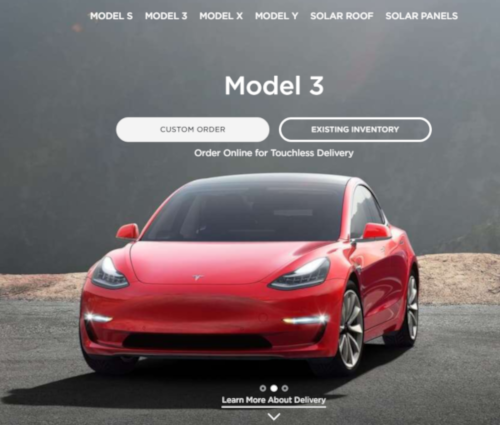 MODEL S MODEL 3 MODEL X MODEL Y SOLAR ROOF SOLAR PANELS
Model 3
CUSTOM ORDER EXISTING INVENTORY
Order Online for Touchless Delivery
Learn More About Delivery